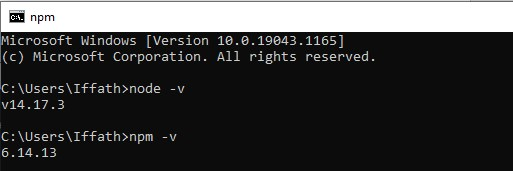 npm
Microsoft Windows [Version 10.0.19043.1165]
(c) Microsoft Corporation. All rights reserved.
C:\Users\Iffath>node -v
v14.17.3
C:\Users\Iffath>npm -v
6.14.13